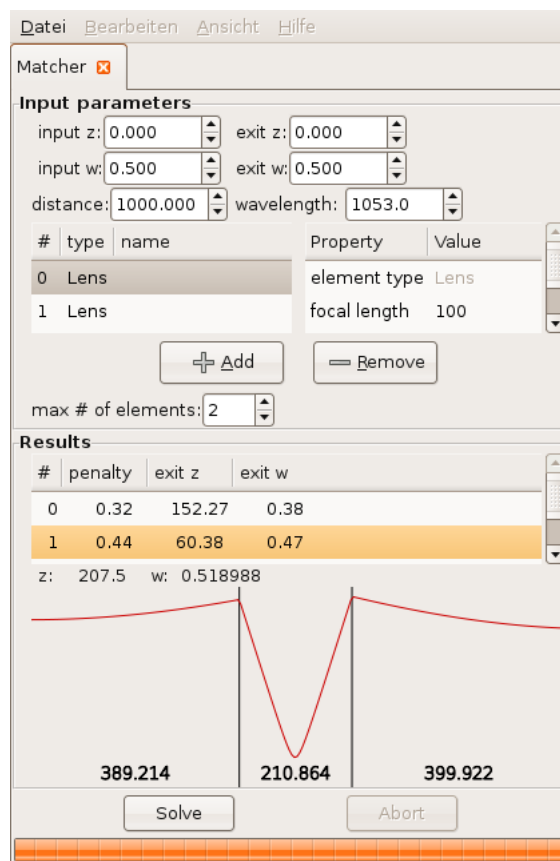 Datei Bearbeiten Ansicht Hilfe
Matcher
Input parameters
input z: 0.000 exit z: 0.000
input w: 0.500 exit w: 0.500
distance: 1000.000 wavelength: 1053.0
# type name Property Value
0 Lens element type Lens
1 Lens focal length 100
Add Remove
max # of elements: 2
Results
# penalty exit z exit w
0 0.32 152.27 0.38
1 0.44 60.38 0.47
z: 207.5 w: 0.518988
389.214 210.864 399.922
Solve Abort